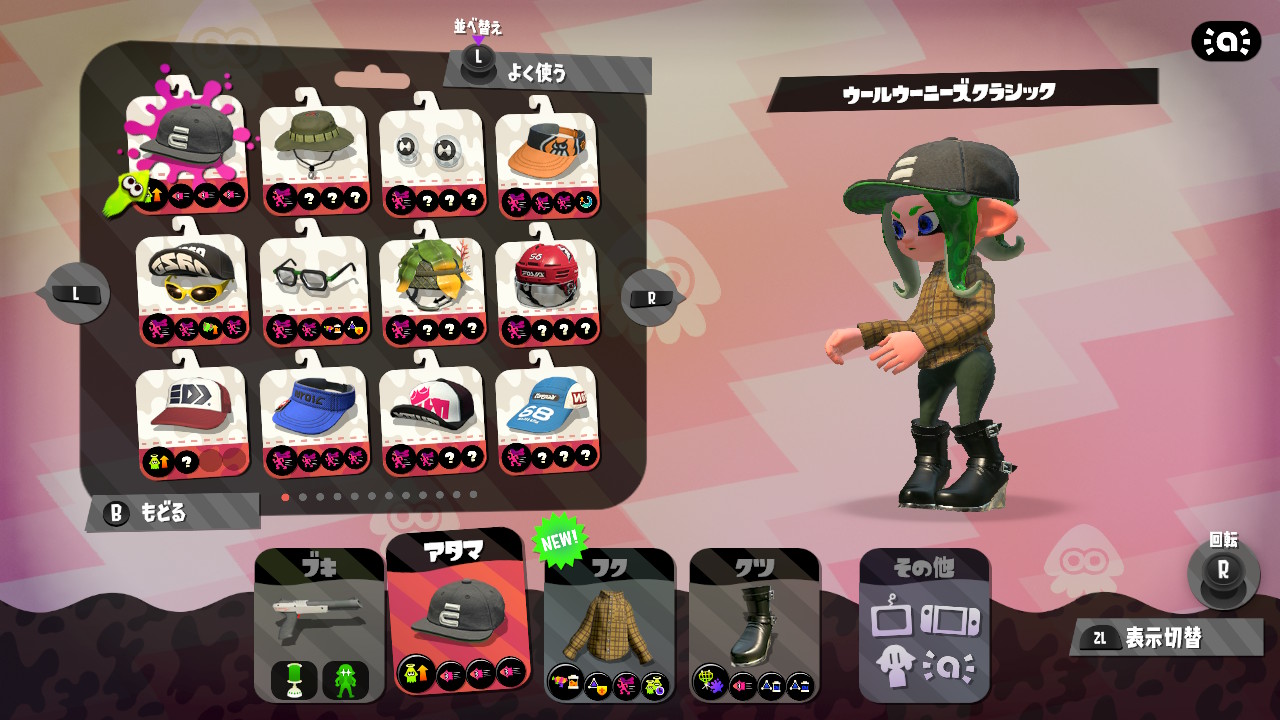 並べ替え
L
よく使う
ウールウーニーズクラシック
a
L
R
B もどる
NEW!
ブキ
アタマ
フク
クツ
その他
回転
R
ZL 表示切替